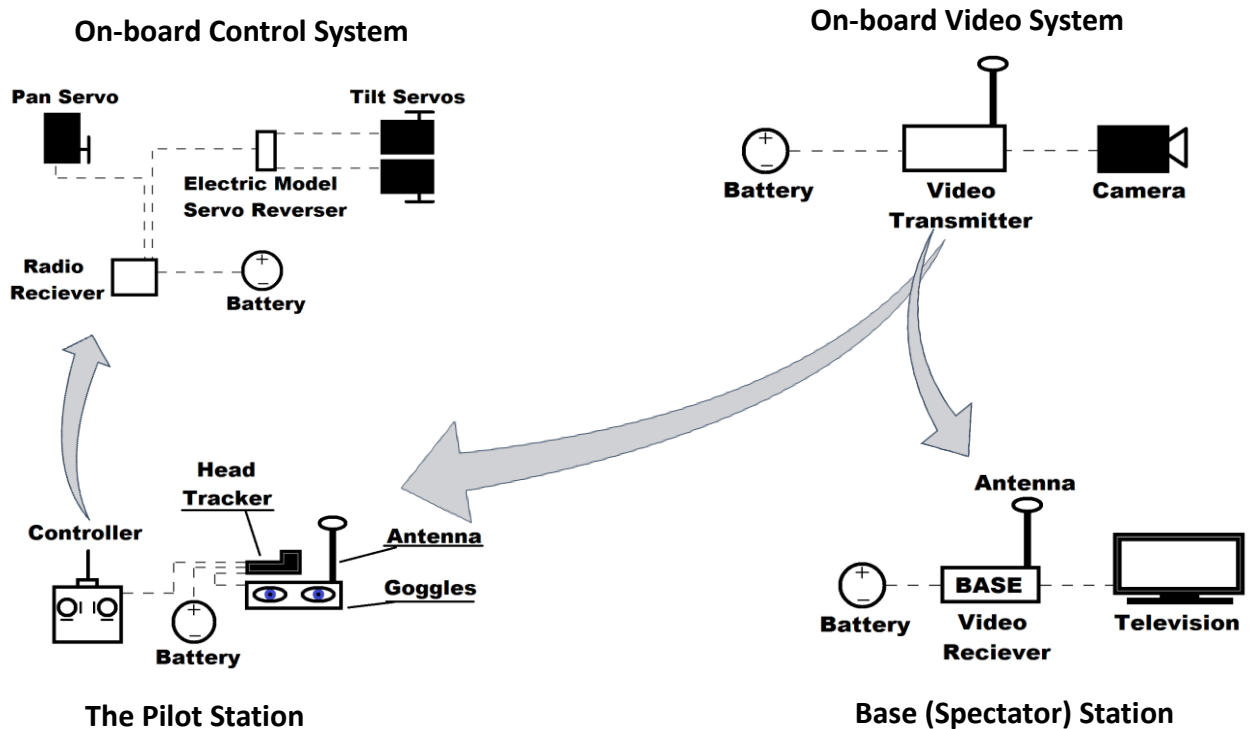 On-board Control System
Pan Servo
Tilt Servos
+
−
Electric Model
Servo Reverser
Radio
Reciever
Battery
On-board Video System
+
−
Battery
Video
Transmitter
Camera
Head
Tracker
Controller
Antenna
Goggles
+
−
Battery
The Pilot Station
Antenna
+
−
BASE
Battery
Video
Reciever
Television
Base (Spectator) Station